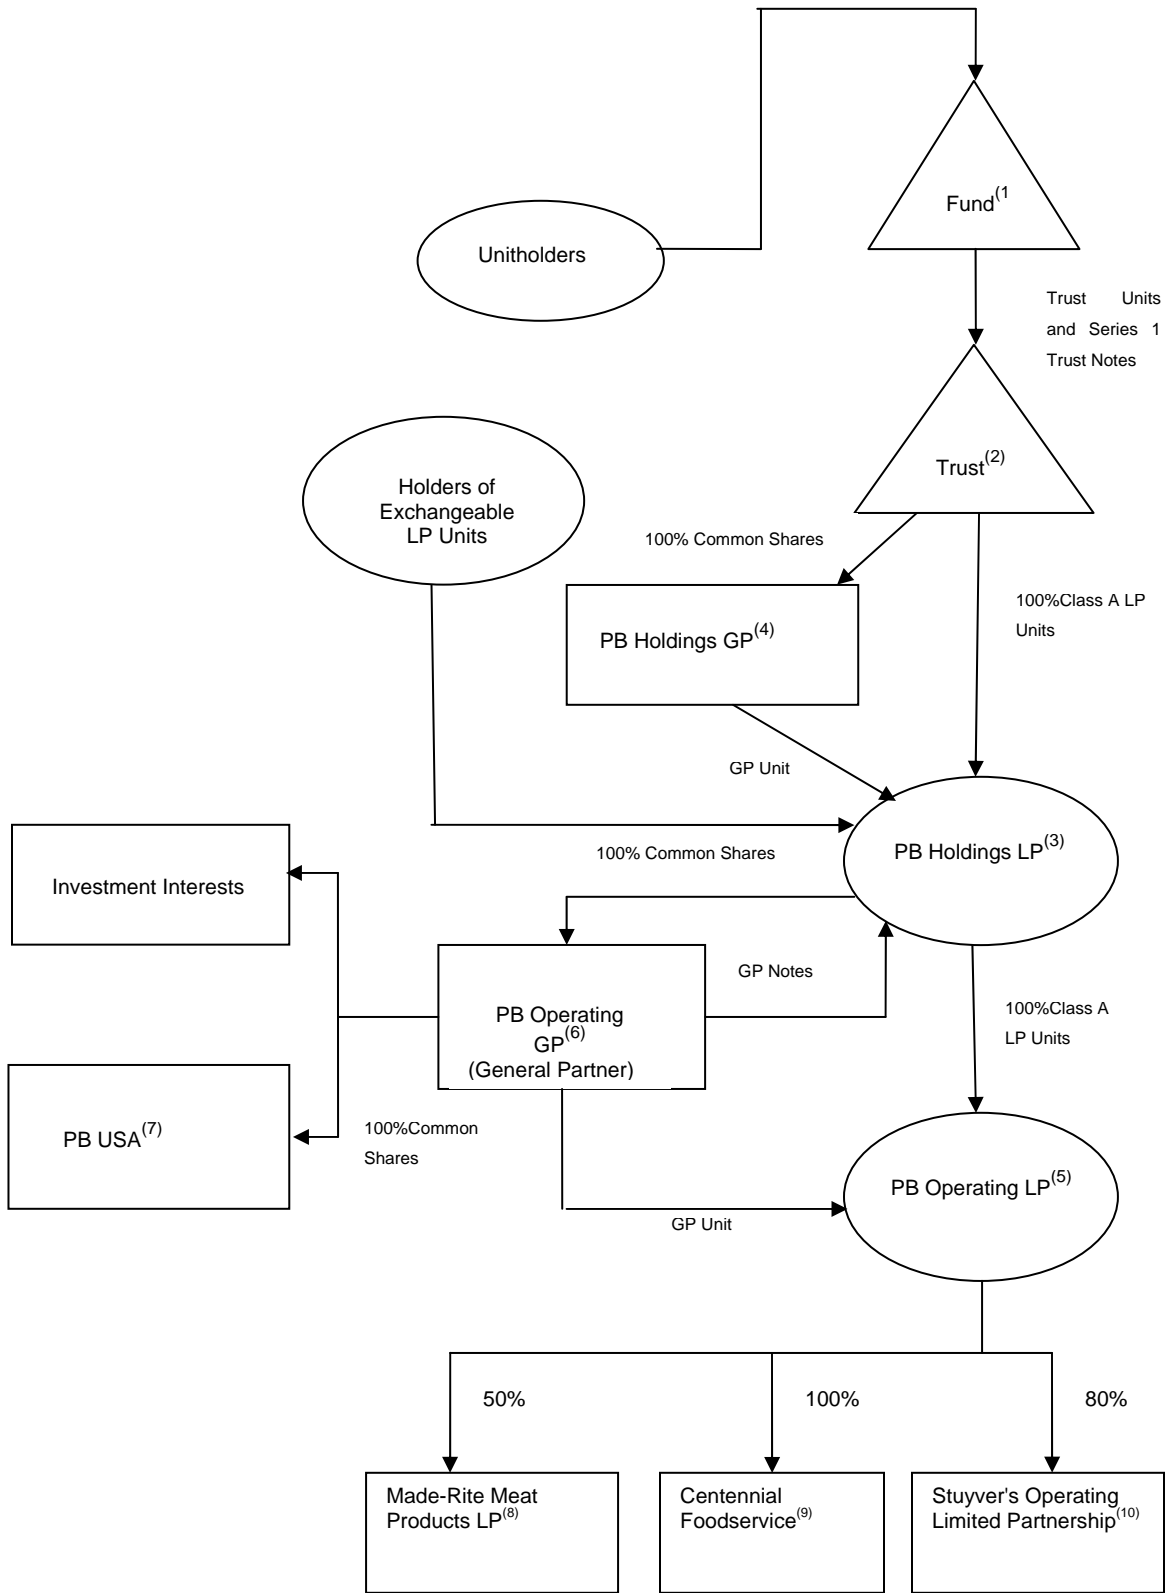 Fund(1
Unitholders
Trust Units
and Series 1
Trust Notes
Trust(2)
Holders of
Exchangeable
LP Units
100% Common Shares
100%Class A LP
Units
PB Holdings GP(4)
GP Unit
100% Common Shares
PB Holdings LP(3)
Investment Interests
GP Notes
PB Operating
GP(6)
(General Partner)
100%Class A
LP Units
PB USA(7)
100%Common
Shares
PB Operating LP(5)
GP Unit
50%
100%
80%
Made-Rite Meat
Products LP(8)
Centennial
Foodservice(9)
Stuyver's Operating
Limited Partnership(10)